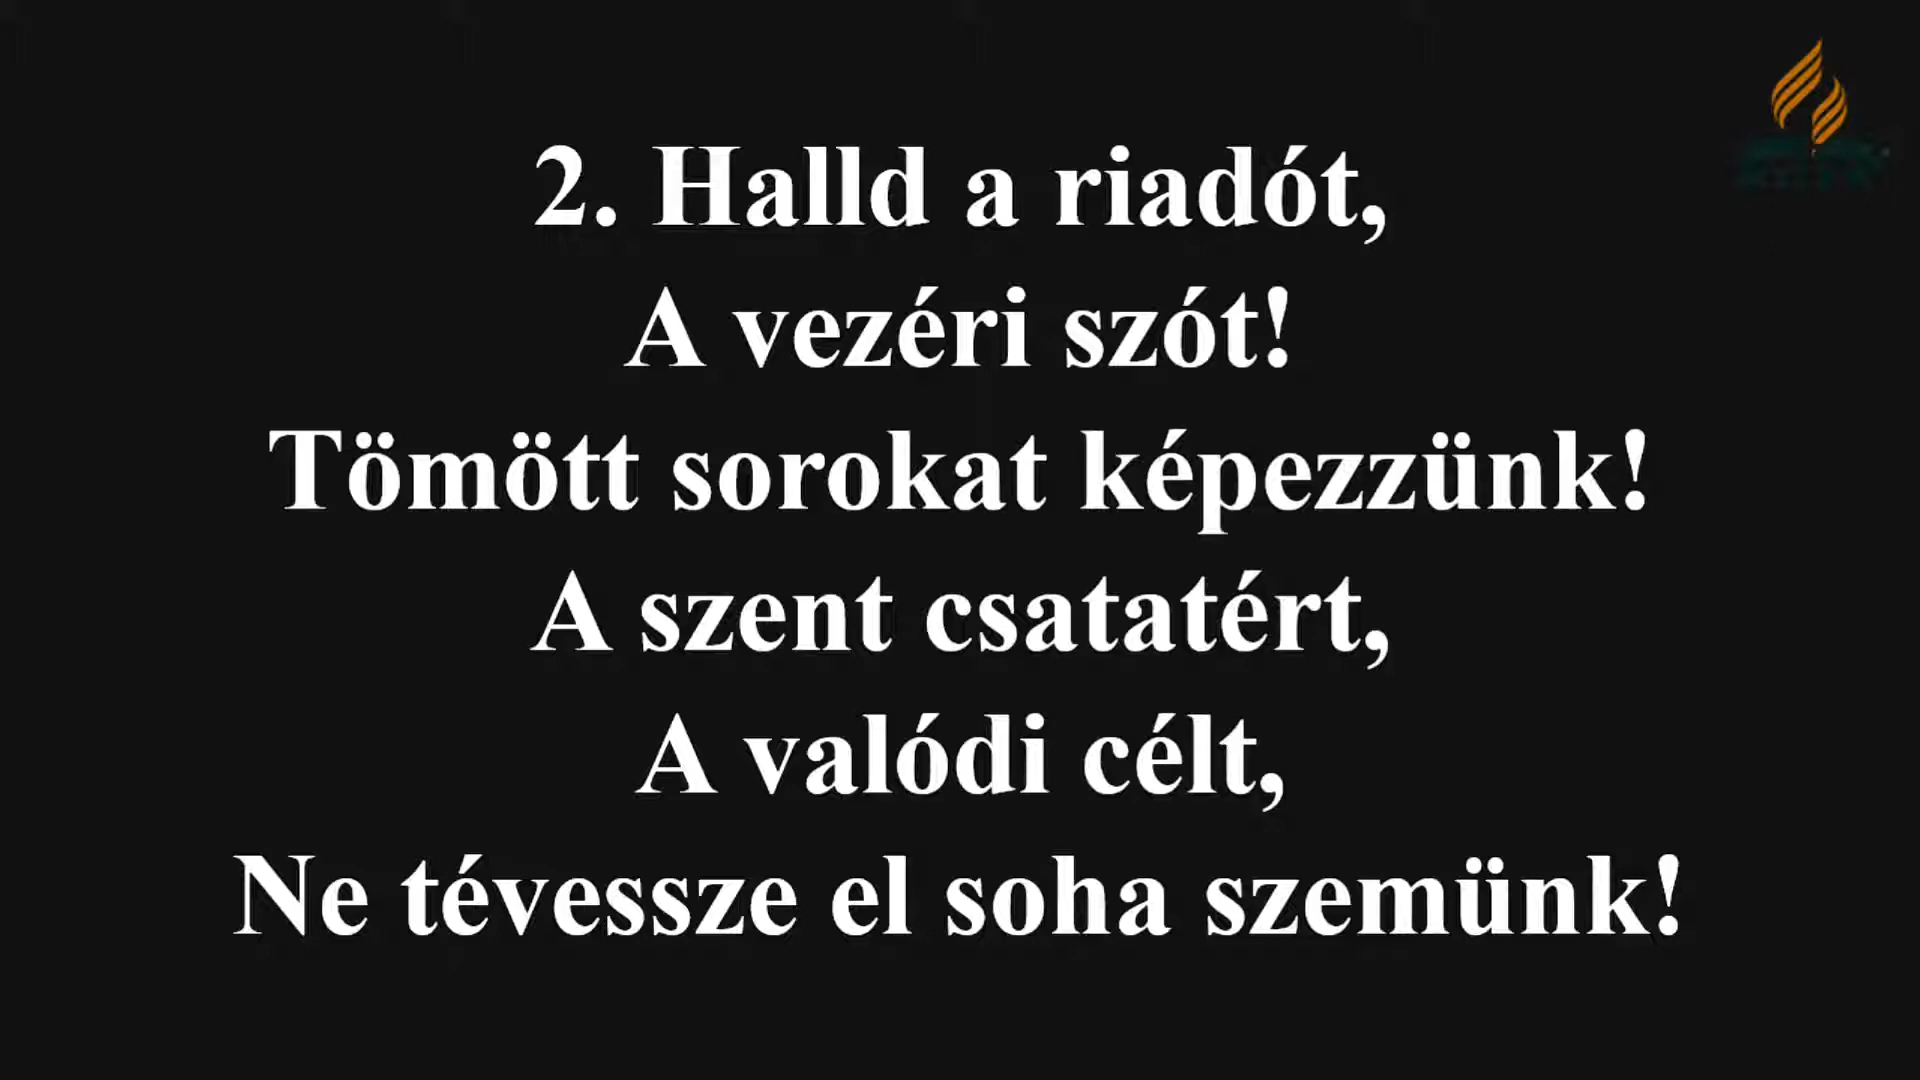 2. Halld a riadót,
A vezéri szót!
Tömött sorokat képezzünk!
A szent csatatért,
A valódi célt,
Ne tévessze el soha szemünk!